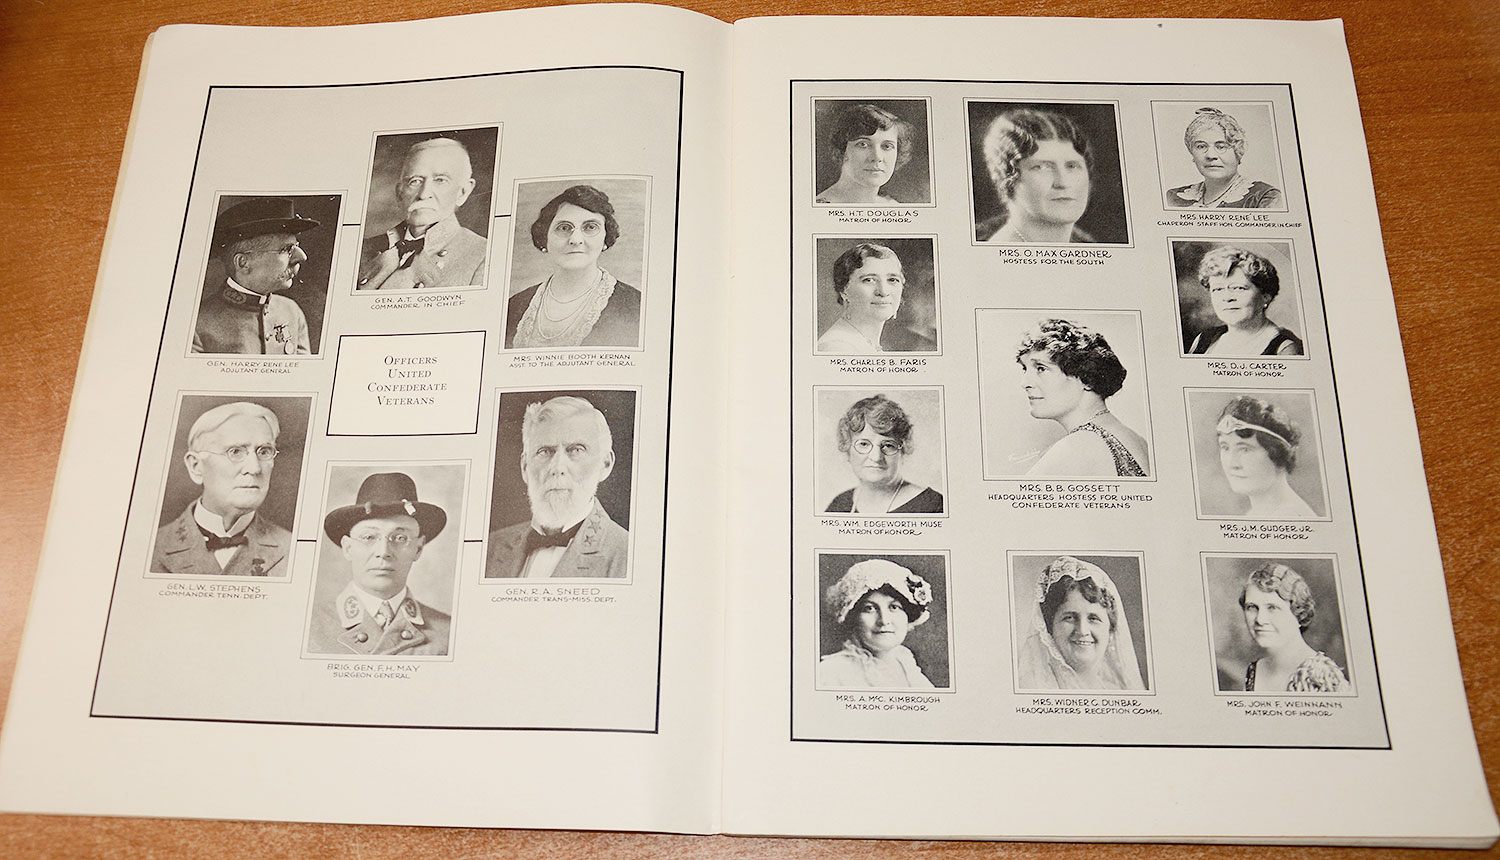 GEN. A.T. GOODWYN
COMMANDER IN CHIEF
GEN. HARRY RENE LEE
ADJUTANT GENERAL
MRS. WINNIE BOOTH KERNAN
ASST. TO THE ADJUTANT GENERAL
OFFICERS
UNITED
CONFEDERATE
VETERANS
GEN. L.W. STEPHENS
COMMANDER TENN. DEPT.
GEN. R.A. SNEED
COMMANDER TRANS-MISS. DEPT.
BRIG. GEN. F.H. MAY
SURGEON GENERAL
MRS. H.T. DOUGLAS
MATRON OF HONOR
MRS. O. MAX GARDNER
HOSTESS FOR THE SOUTH
MRS. HARRY RENÉ LEE
CHAPERON STAFF HON. COMMANDER IN CHIEF
MRS. CHARLES B. FARIS
MATRON OF HONOR
MRS. D.J. CARTER
MATRON OF HONOR
MRS. B.B. GOSSETT
HEADQUARTERS HOSTESS FOR UNITED
CONFEDERATE VETERANS
MRS. WM. EDGEWORTH MUSE
MATRON OF HONOR
MRS. J.M. GUDGER JR.
MATRON OF HONOR
MRS. A. McC. KIMBROUGH
MATRON OF HONOR
MRS. WIDNER C. DUNBAR
HEADQUARTERS RECEPTION COMM.
MRS. JOHN F. WEINMANN
MATRON OF HONOR